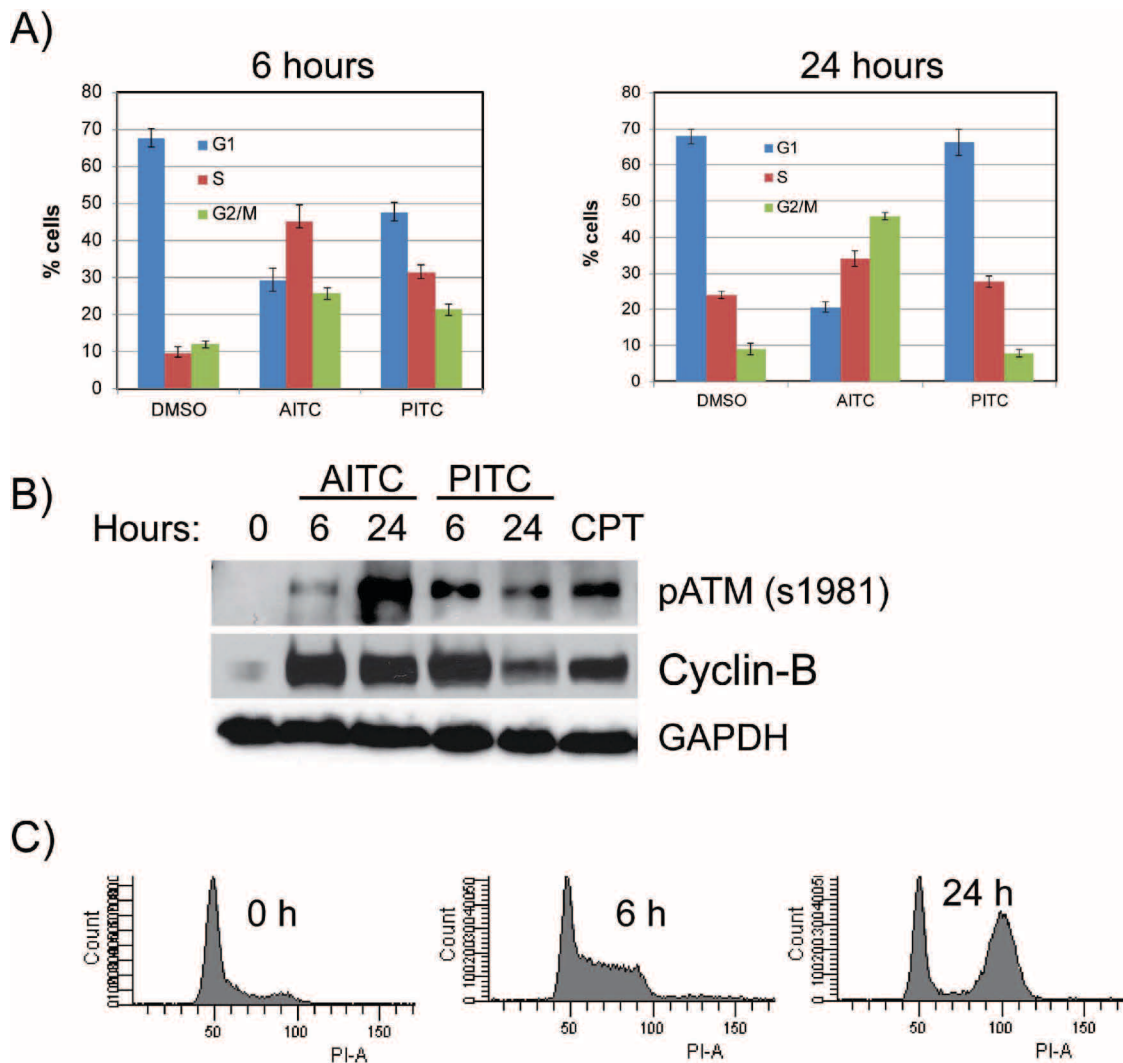 A)
6 hours
24 hours
80
70
60
50
40
30
20
10
0
% cells
G1
S
G2/M
DMSO
AITC
PITC
80
70
60
50
40
30
20
10
0
% cells
G1
S
G2/M
DMSO
AITC
PITC
B)
AITC PITC
Hours: 0 6 24 6 24 CPT
pATM (s1981)
Cyclin-B
GAPDH
C)
0 h
Count
50 100 150
PI-A
6 h
Count
50 100 150
PI-A
24 h
Count
50 100 150
PI-A